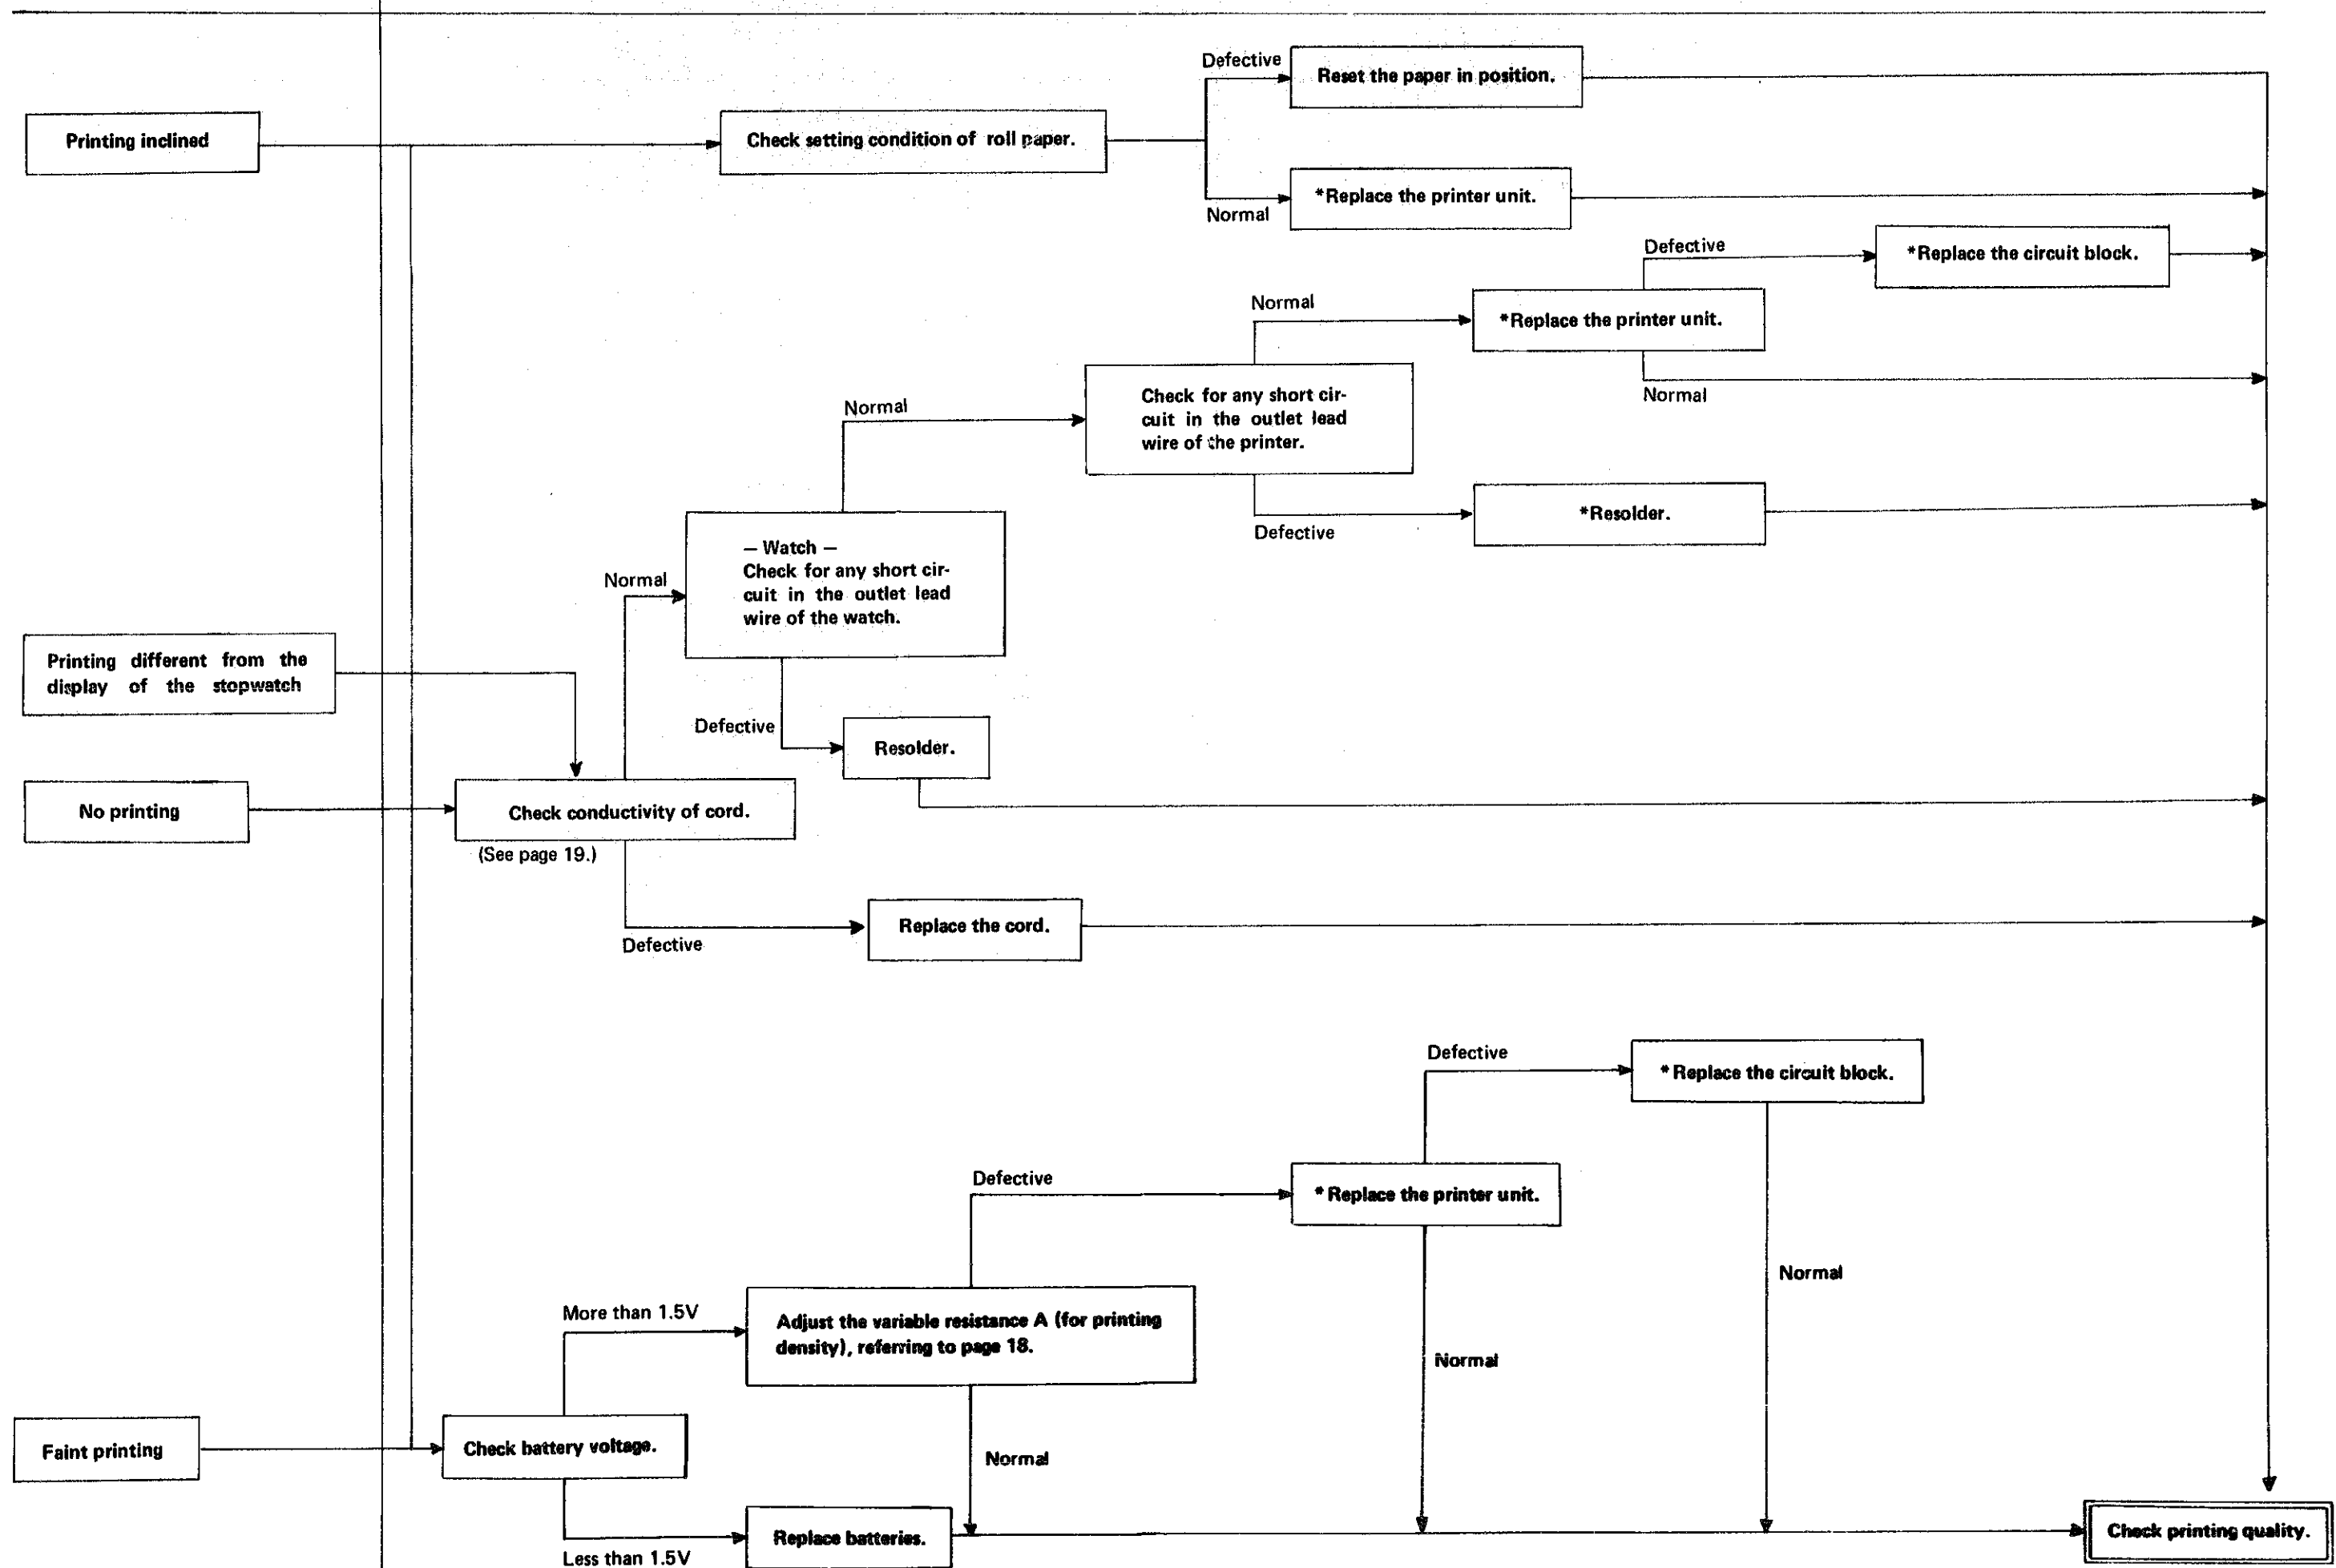 Defective
Reset the paper in position.
Printing inclined
Check setting condition of roll paper.
*Replace the printer unit.
Normal
Defective
*Replace the circuit block.
Normal
*Replace the printer unit.
Normal
Normal
Check for any short cir-
cuit in the outlet lead
wire of the printer.
*Resolder.
Defective
— Watch —
Check for any short cir-
cuit in the outlet lead
wire of the watch.
Normal
Printing different from the
display of the stopwatch
Defective
Resolder.
No printing
Check conductivity of cord.
(See page 19.)
Replace the cord.
Defective
Defective
*Replace the circuit block.
Defective
*Replace the printer unit.
Normal
More than 1.5V
Adjust the variable resistance A (for printing
density), referring to page 18.
Normal
Faint printing
Check battery voltage.
Normal
Replace batteries.
Less than 1.5V
Check printing quality.